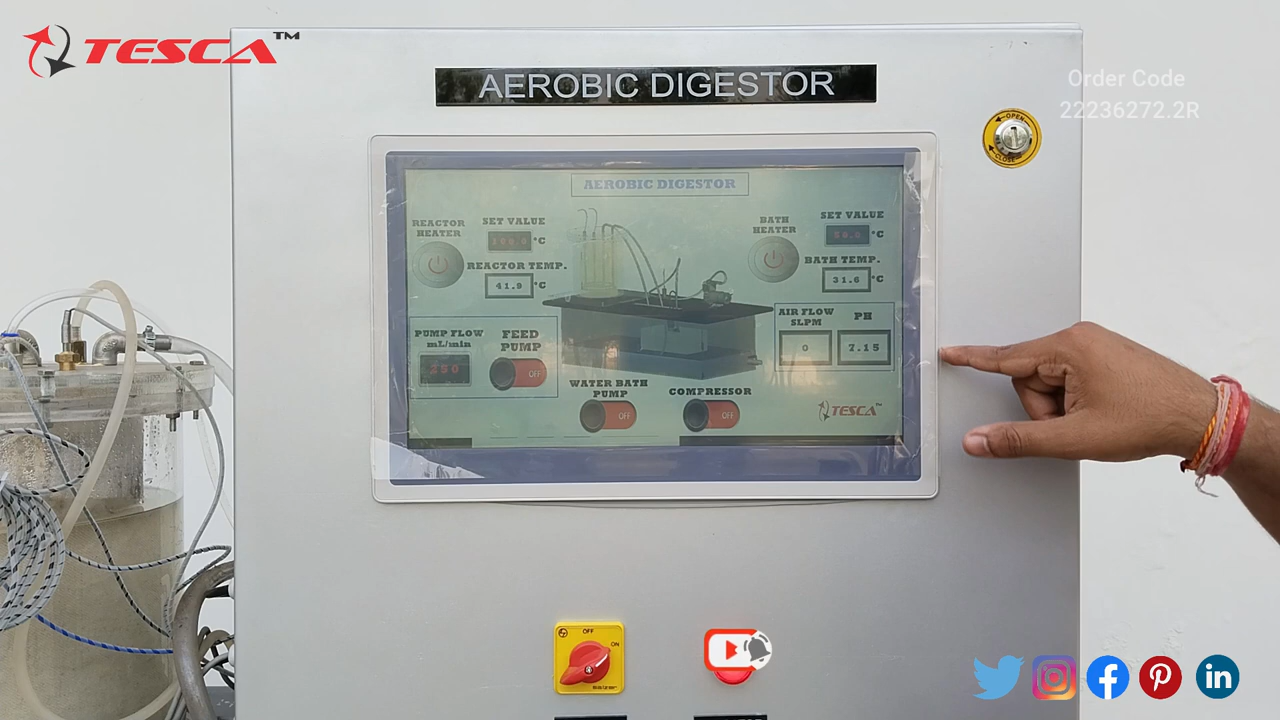 TESCA™
AEROBIC DIGESTOR
Order Code
22236272.2R
OPEN
CLOSE
AEROBIC DIGESTOR
REACTOR HEATER
SET VALUE
°C
REACTOR TEMP.
41.9 °C
BATH HEATER
SET VALUE
°C
BATH TEMP.
31.6 °C
PUMP FLOW
mL/min
250
FEED PUMP
OFF
AIR FLOW
SLPM
0
PH
7.15
WATER BATH PUMP
OFF
COMPRESSOR
OFF
TESCA™
OFF
ON
in